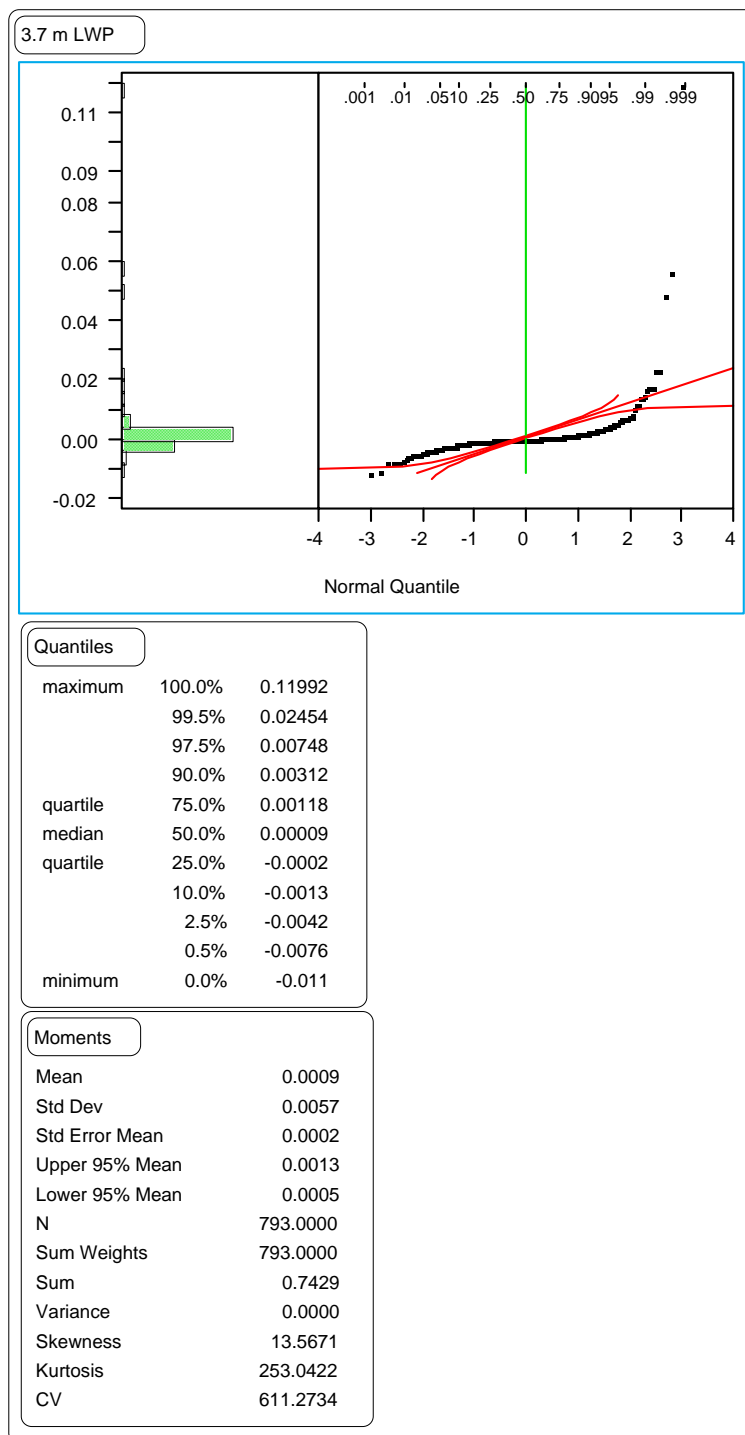 3.7 m LWP
.001 .01 .0510 .25 .50 .75 .9095 .99 .999
0.11
0.09
0.08
0.06
0.04
0.02
0.00
-0.02
-4 -3 -2 -1 0 1 2 3 4
Normal Quantile
Quantiles
maximum 100.0% 0.11992
99.5% 0.02454
97.5% 0.00748
90.0% 0.00312
quartile 75.0% 0.00118
median 50.0% 0.00009
quartile 25.0% -0.0002
10.0% -0.0013
2.5% -0.0042
0.5% -0.0076
minimum 0.0% -0.011
Moments
Mean 0.0009
Std Dev 0.0057
Std Error Mean 0.0002
Upper 95% Mean 0.0013
Lower 95% Mean 0.0005
N 793.0000
Sum Weights 793.0000
Sum 0.7429
Variance 0.0000
Skewness 13.5671
Kurtosis 253.0422
CV 611.2734